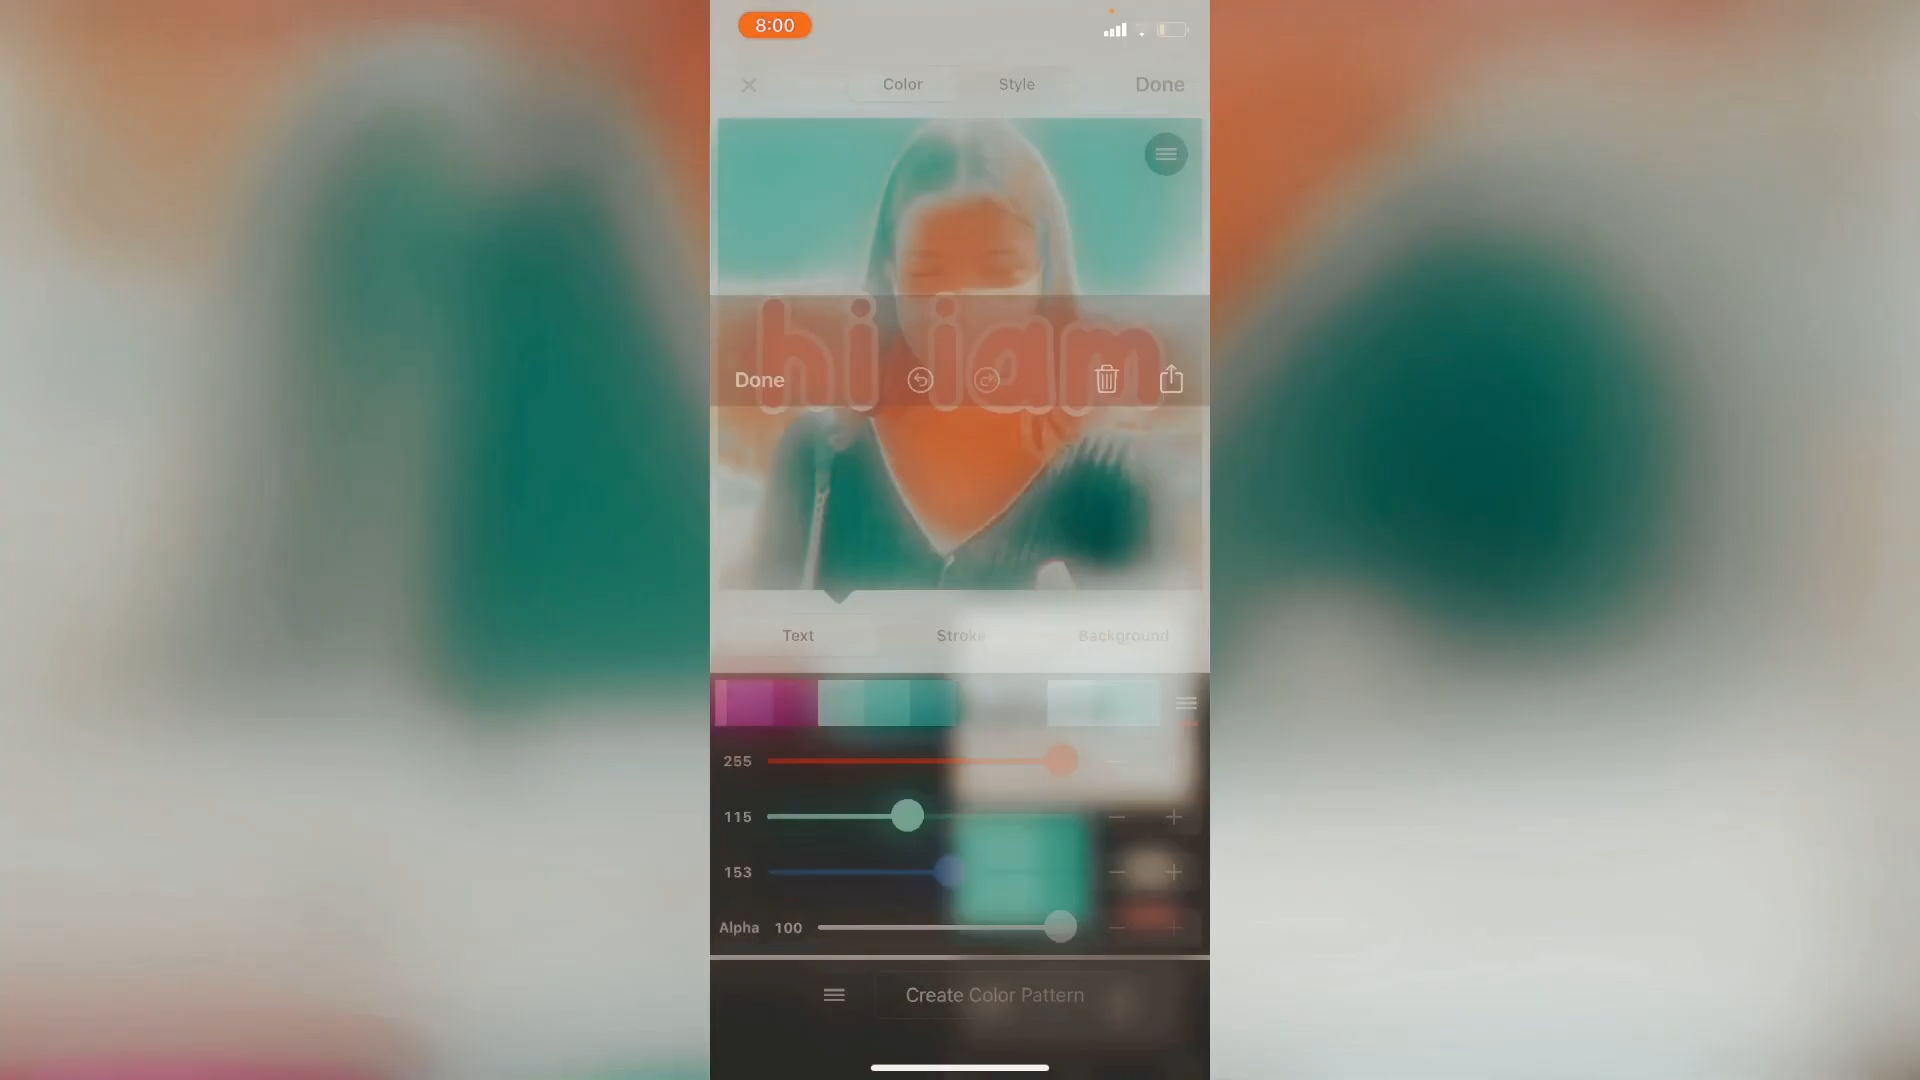 8:00
Color Style Done
hi iam
Done
Text Stroke Background
255
115
153
Alpha 100
Create Color Pattern